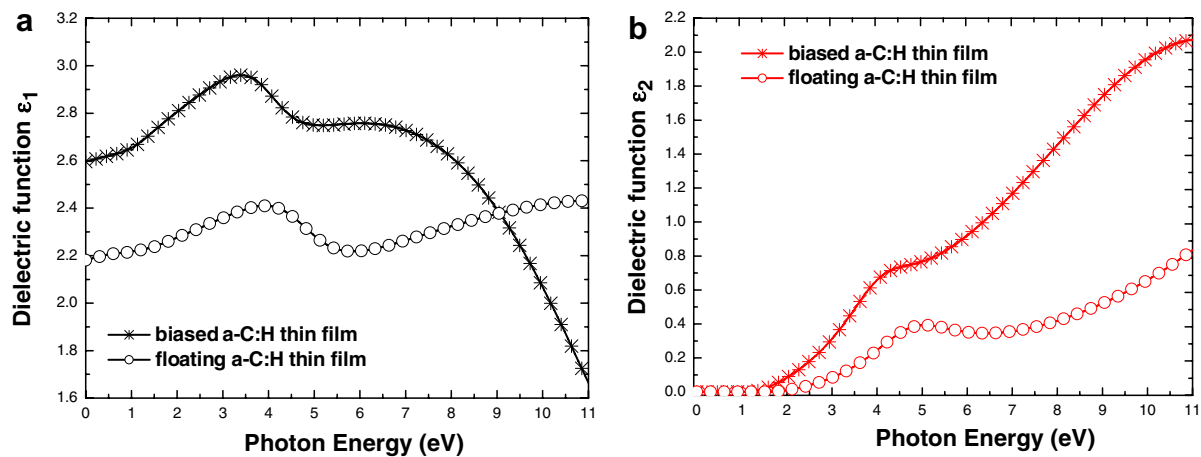 a
3.2
3.0
2.8
2.6
2.4
2.2
2.0
1.8
1.6
Dielectric function ε1
biased a-C:H thin film
floating a-C:H thin film
0 1 2 3 4 5 6 7 8 9 10 11
Photon Energy (eV)
b
2.2
2.0
1.8
1.6
1.4
1.2
1.0
0.8
0.6
0.4
0.2
0.0
Dielectric function ε2
biased a-C:H thin film
floating a-C:H thin film
0 1 2 3 4 5 6 7 8 9 10 11
Photon Energy (eV)